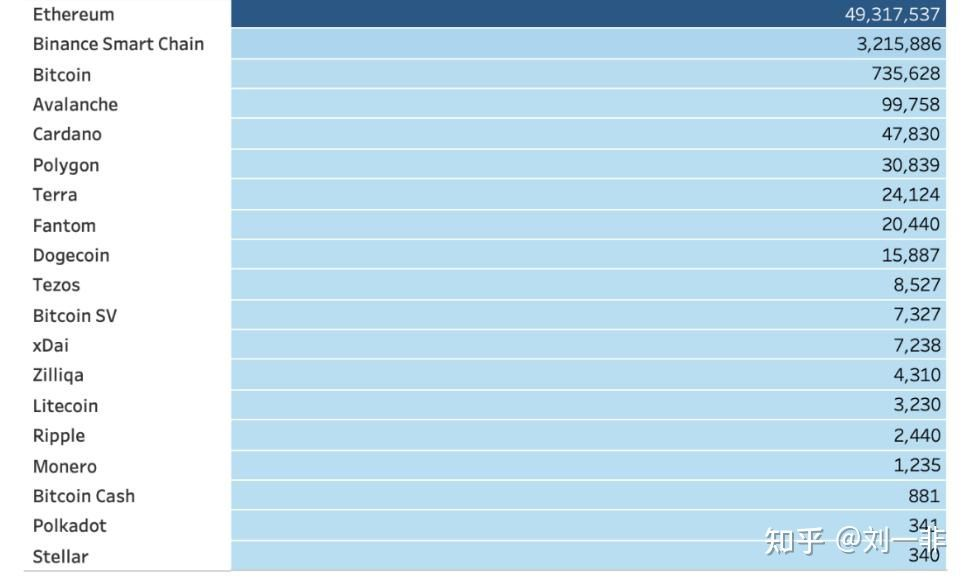 Ethereum 49,317,537
Binance Smart Chain 3,215,886
Bitcoin 735,628
Avalanche 99,758
Cardano 47,830
Polygon 30,839
Terra 24,124
Fantom 20,440
Dogecoin 15,887
Tezos 8,527
Bitcoin SV 7,327
xDai 7,238
Zilliqa 4,310
Litecoin 3,230
Ripple 2,440
Monero 1,235
Bitcoin Cash 881
Polkadot 341
知乎 @刘一非
Stellar 340